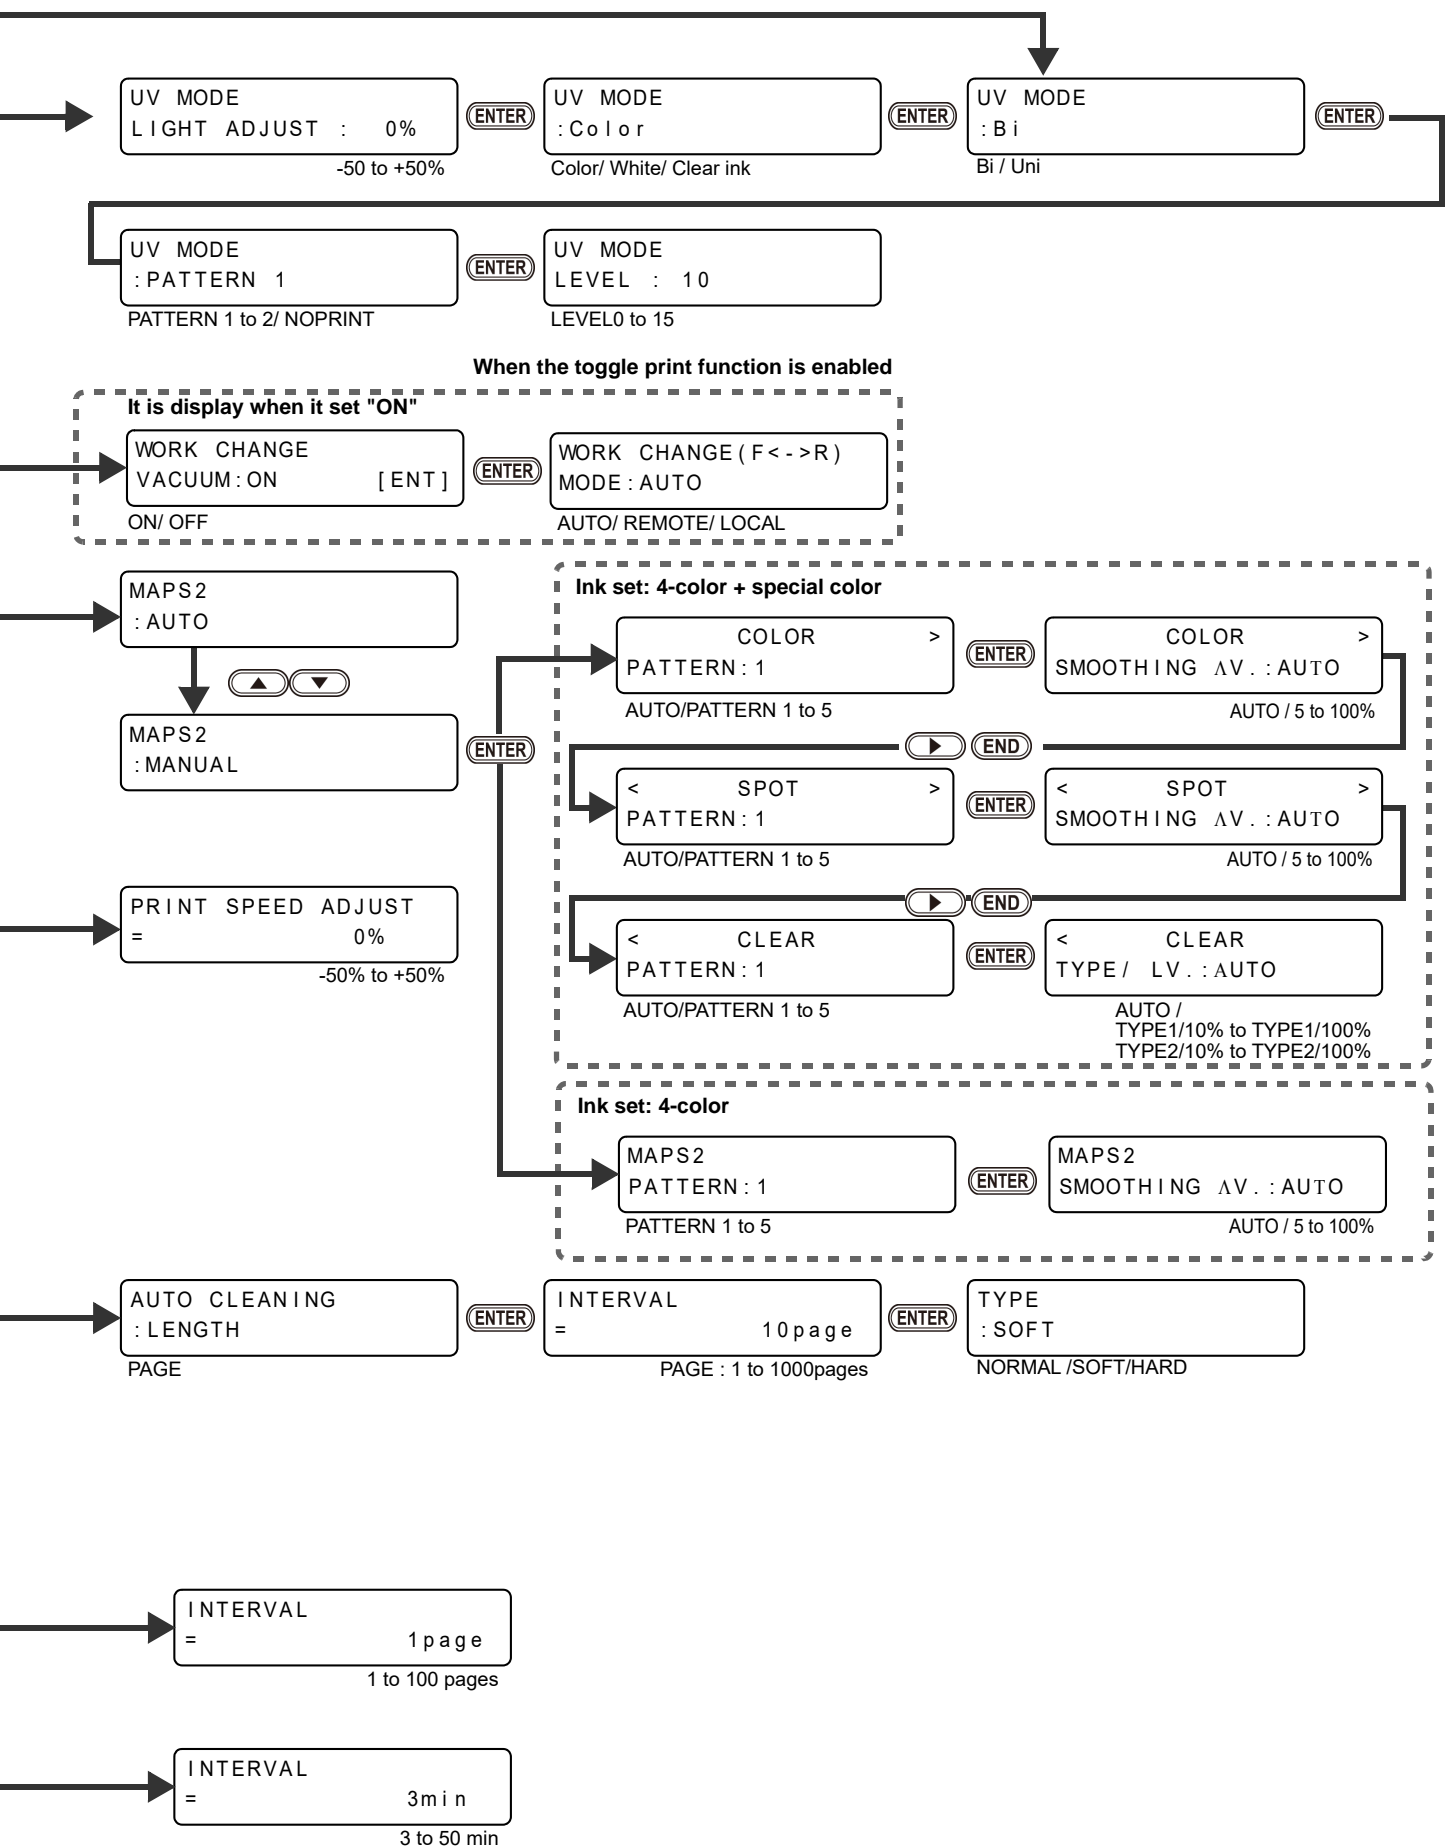 UV MODE
LIGHT ADJUST : 0%
-50 to +50%
ENTER
UV MODE
:Color
Color/ White/ Clear ink
ENTER
UV MODE
:Bi
Bi / Uni
ENTER
UV MODE
:PATTERN 1
PATTERN 1 to 2/ NOPRINT
ENTER
UV MODE
LEVEL : 10
LEVEL0 to 15
When the toggle print function is enabled
It is display when it set "ON"
WORK CHANGE
VACUUM:ON [ENT]
ON/ OFF
ENTER
WORK CHANGE(F<->R)
MODE:AUTO
AUTO/ REMOTE/ LOCAL
MAPS2
:AUTO
MAPS2
:MANUAL
ENTER
Ink set: 4-color + special color
COLOR >
PATTERN:1
AUTO/PATTERN 1 to 5
ENTER
COLOR >
SMOOTHING ΛV.:AUTO
AUTO / 5 to 100%
END
< SPOT >
PATTERN:1
AUTO/PATTERN 1 to 5
ENTER
< SPOT >
SMOOTHING ΛV.:AUTO
AUTO / 5 to 100%
END
< CLEAR
PATTERN:1
AUTO/PATTERN 1 to 5
ENTER
< CLEAR
TYPE/ LV.:AUTO
AUTO /
TYPE1/10% to TYPE1/100%
TYPE2/10% to TYPE2/100%
PRINT SPEED ADJUST
= 0%
-50% to +50%
Ink set: 4-color
MAPS2
PATTERN:1
PATTERN 1 to 5
ENTER
MAPS2
SMOOTHING ΛV.:AUTO
AUTO / 5 to 100%
AUTO CLEANING
:LENGTH
PAGE
ENTER
INTERVAL
= 10page
PAGE : 1 to 1000pages
ENTER
TYPE
:SOFT
NORMAL /SOFT/HARD
INTERVAL
= 1page
1 to 100 pages
INTERVAL
= 3min
3 to 50 min